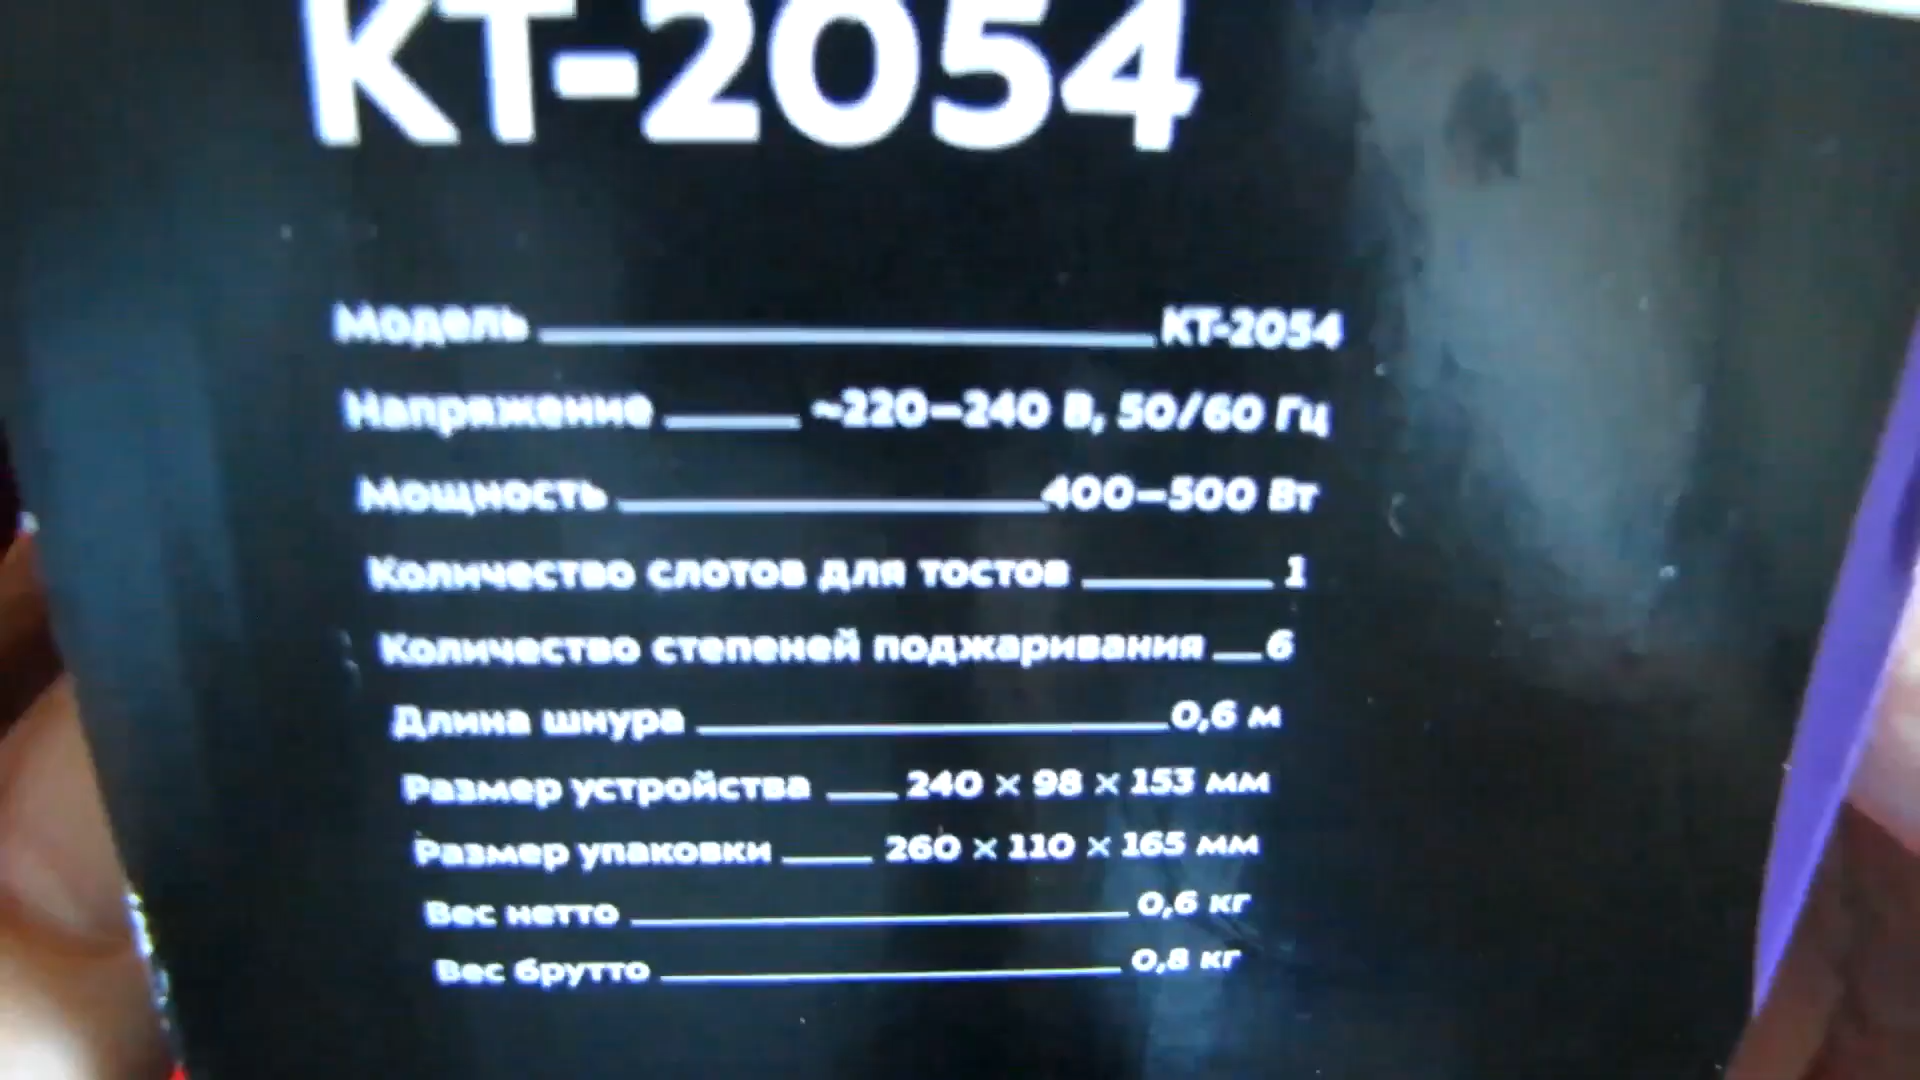 КТ-2054
Модель КТ-2054
Напряжение ~220–240 В, 50/60 Гц
Мощность 400–500 Вт
Количество слотов для тостов 1
Количество степеней поджаривания 6
Длина шнура 0,6 м
Размер устройства 240 × 98 × 153 мм
Размер упаковки 260 × 110 × 165 мм
Вес нетто 0,6 кг
Вес брутто 0,8 кг